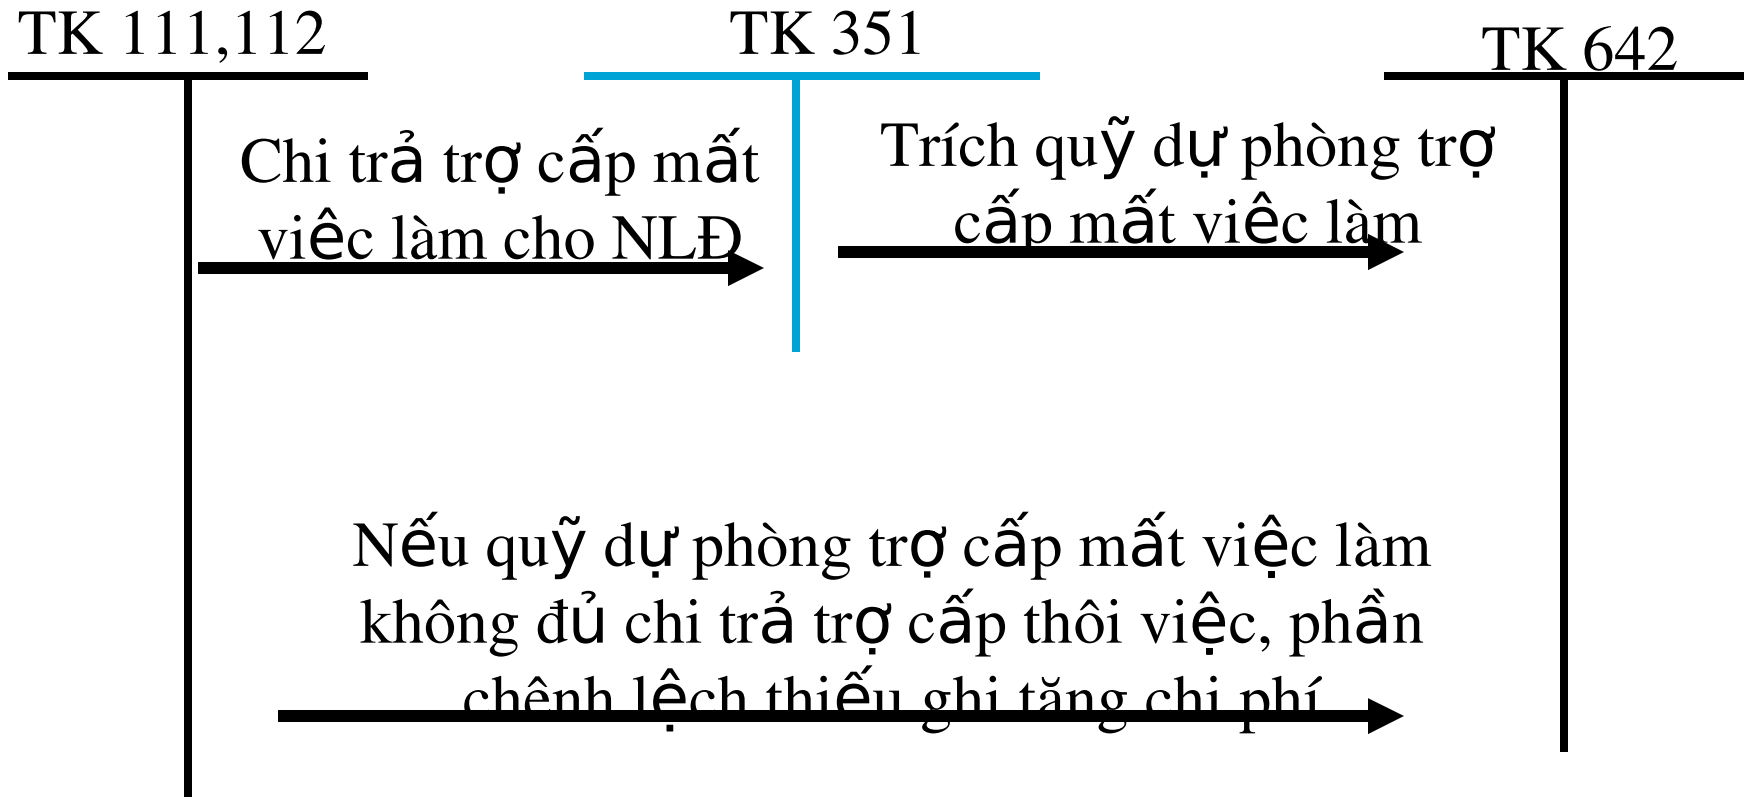 TK 111,112
TK 351
TK 642
Chi trả trợ cấp mất
việc làm cho NLĐ
Trích quỹ dự phòng trợ
cấp mất việc làm
Nếu quỹ dự phòng trợ cấp mất việc làm
không đủ chi trả trợ cấp thôi việc, phần
chênh lệch thiếu ghi tăng chi phí